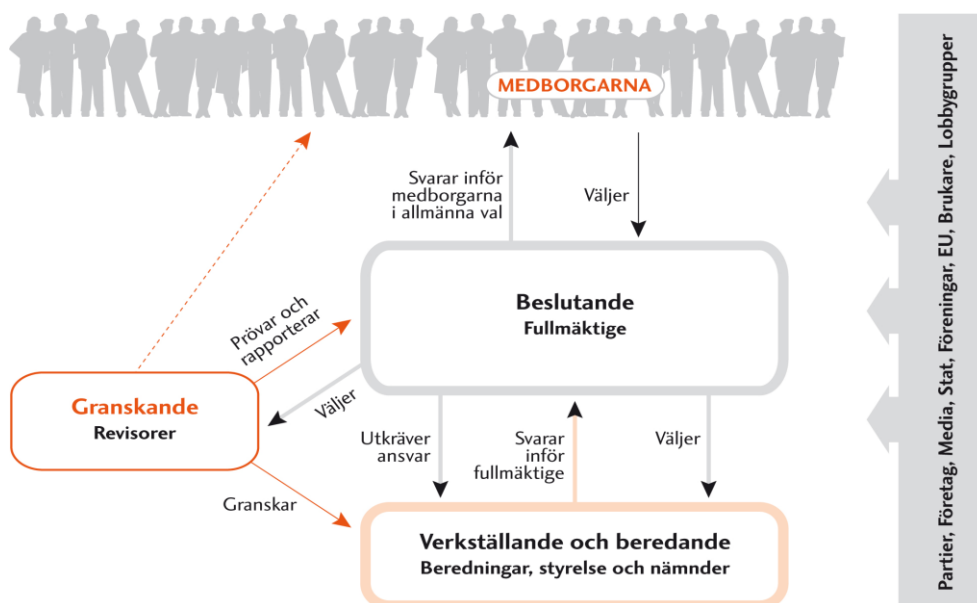 MEDBORGARNA
Svarar inför
medborgarna
i allmänna val
Väljer
Beslutande
Fullmäktige
Prövar och
rapporterar
Väljer
Granskande
Revisorer
Utkräver
ansvar
Svarar
inför
fullmäktige
Väljer
Granskar
Verkställande och beredande
Beredningar, styrelse och nämnder
Partier, Företag, Media, Stat, Föreningar, EU, Brukare, Lobbygrupper